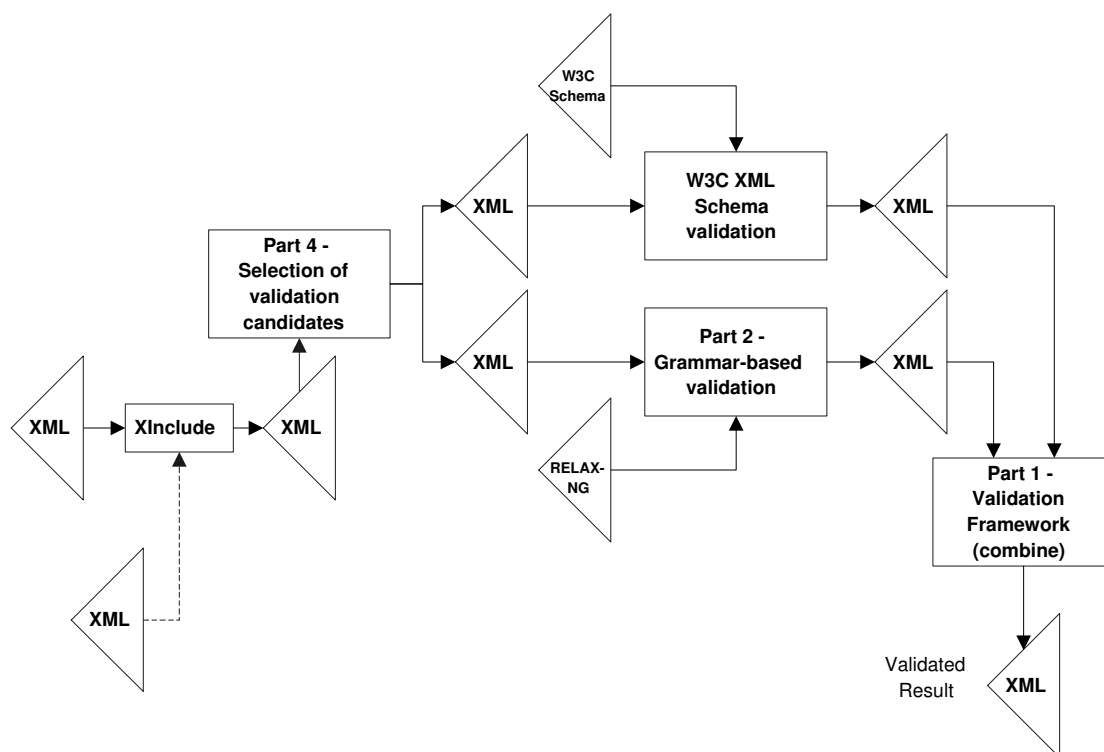 W3C
Schema
XML
W3C XML
Schema
validation
XML
Part 4 -
Selection of
validation
candidates
XML
Part 2 -
Grammar-based
validation
XML
XML
XInclude
XML
RELAX-
NG
Part 1 -
Validation
Framework
(combine)
XML
Validated
Result
XML